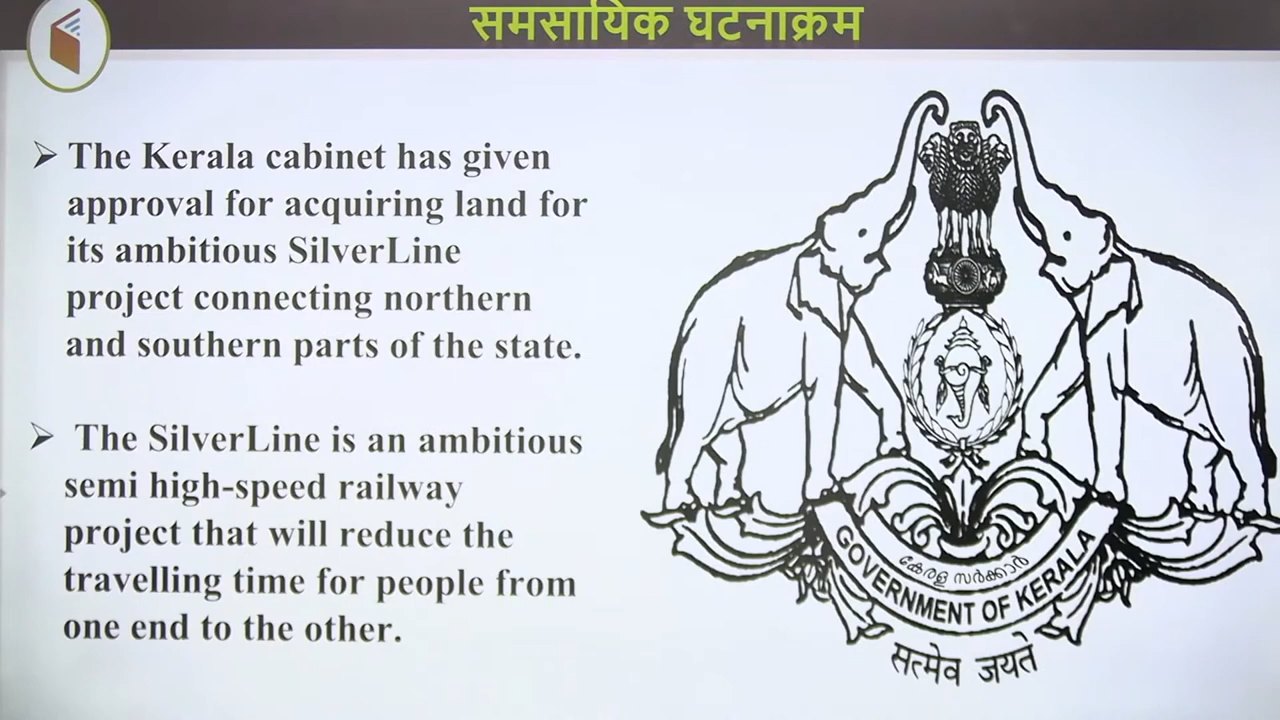 समसायिक घटनाक्रम
➢ The Kerala cabinet has given
approval for acquiring land for
its ambitious SilverLine
project connecting northern
and southern parts of the state.
➢ The SilverLine is an ambitious
semi high-speed railway
project that will reduce the
travelling time for people from
one end to the other.
കേരള സർക്കാർ
GOVERNMENT OF KERALA
सत्मेव जयते